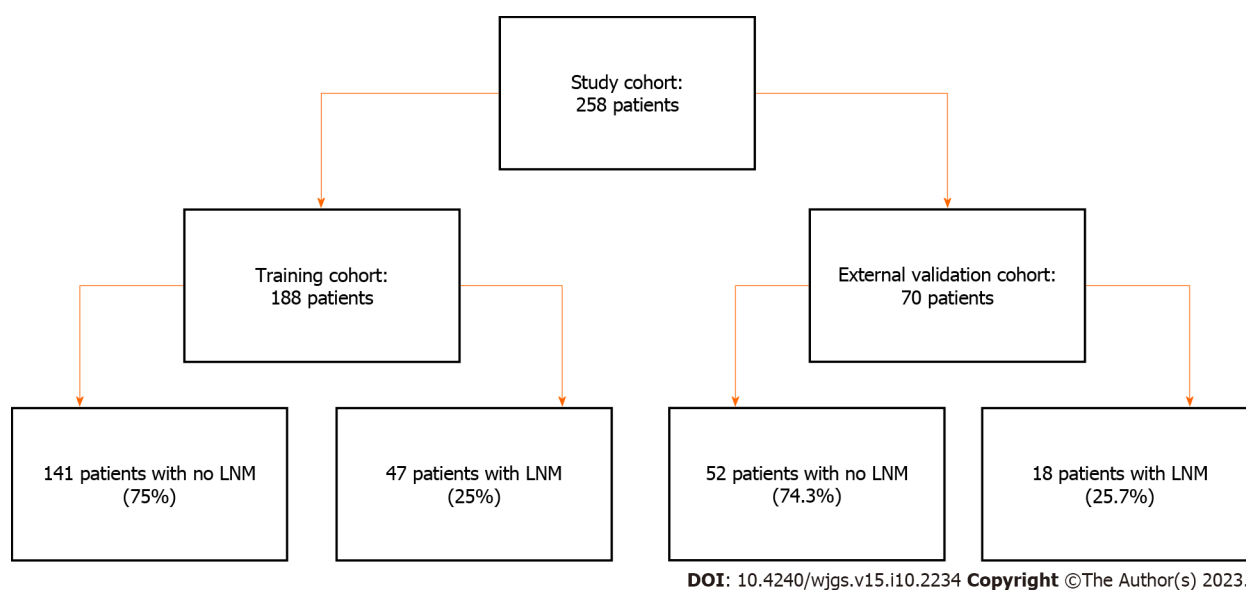 Study cohort:
258 patients
Training cohort:
188 patients
External validation cohort:
70 patients
141 patients with no LNM
(75%)
47 patients with LNM
(25%)
52 patients with no LNM
(74.3%)
18 patients with LNM
(25.7%)
DOI: 10.4240/wjgs.v15.i10.2234 Copyright ©The Author(s) 2023.